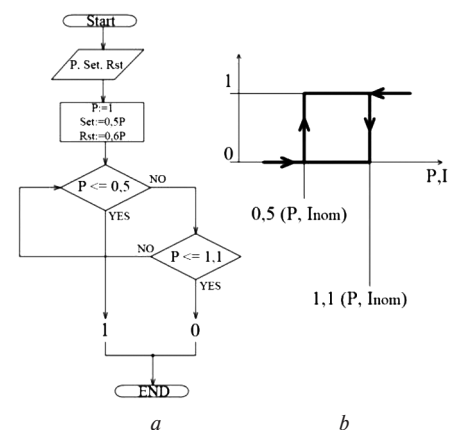 Start
P, Set, Rst
P:=1
Set:=0,5P
Rst:=0,6P
P <= 0,5
NO
YES
NO
P <= 1,1
YES
1
0
END
a
1
0
P,I
0,5 (P, Inom)
1,1 (P, Inom)
b